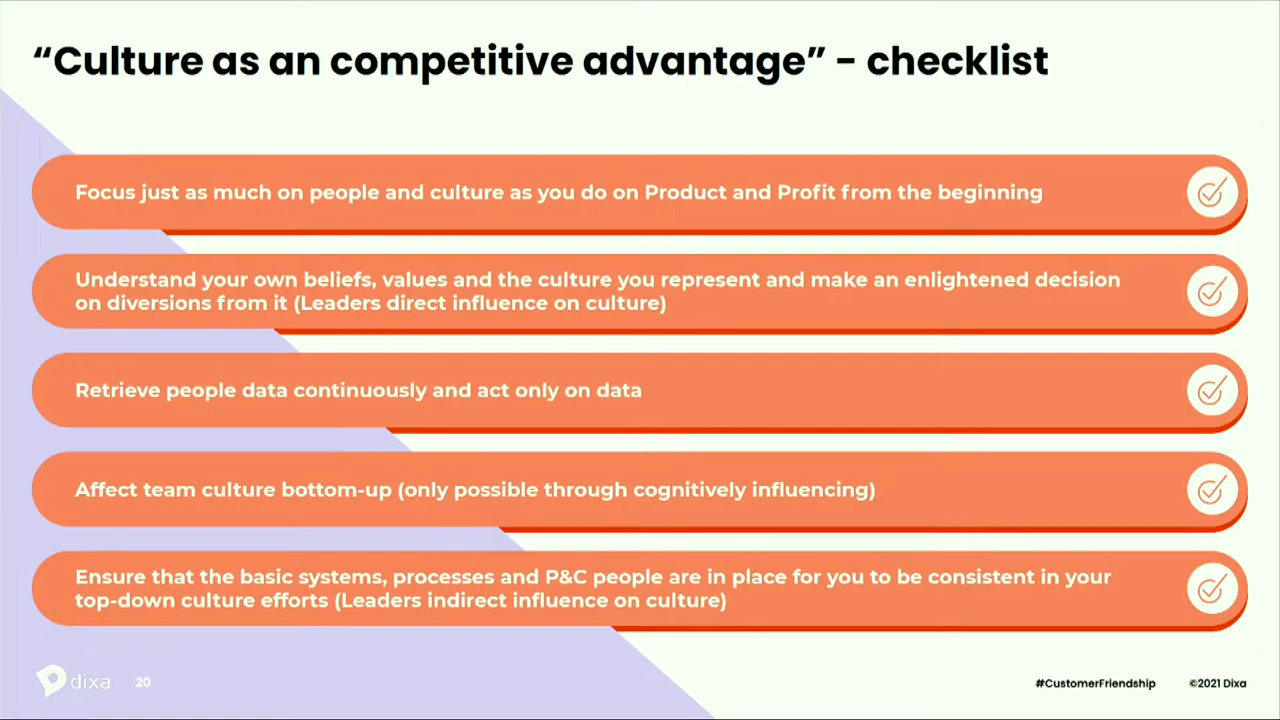 “Culture as an competitive advantage” - checklist
Focus just as much on people and culture as you do on Product and Profit from the beginning
Understand your own beliefs, values and the culture you represent and make an enlightened decision
on diversions from it (Leaders direct influence on culture)
Retrieve people data continuously and act only on data
Affect team culture bottom-up (only possible through cognitively influencing)
Ensure that the basic systems, processes and P&C people are in place for you to be consistent in your
top-down culture efforts (Leaders indirect influence on culture)
dixa 20 #CustomerFriendship ©2021 Dixa